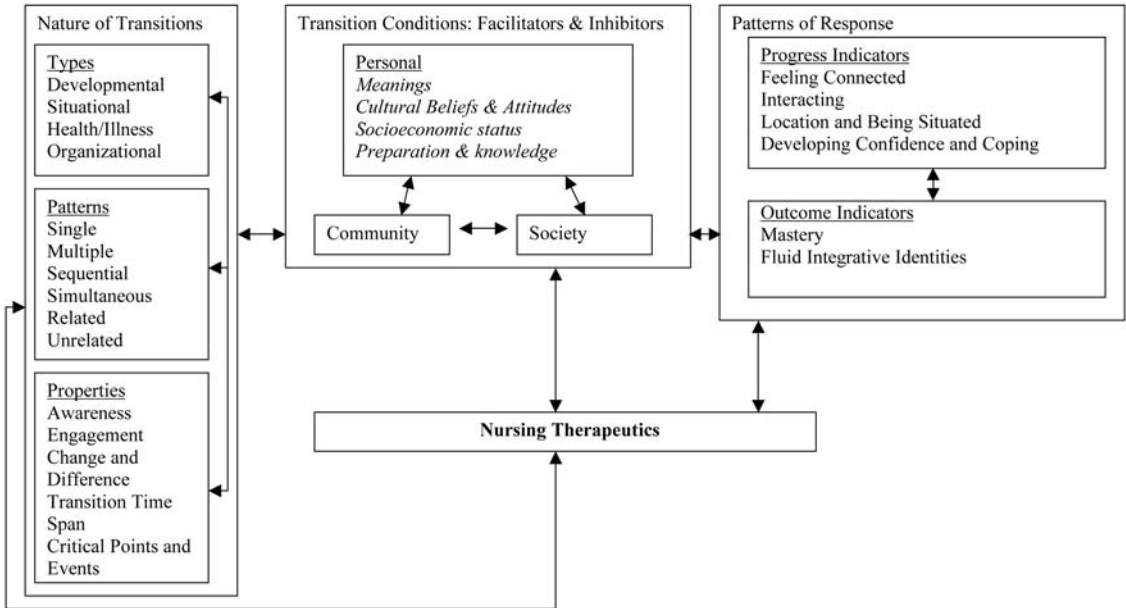 Nature of Transitions
Types
Developmental
Situational
Health/Illness
Organizational
Patterns
Single
Multiple
Sequential
Simultaneous
Related
Unrelated
Properties
Awareness
Engagement
Change and
Difference
Transition Time
Span
Critical Points and
Events
Transition Conditions: Facilitators & Inhibitors
Personal
Meanings
Cultural Beliefs & Attitudes
Socioeconomic status
Preparation & knowledge
Community
Society
Patterns of Response
Progress Indicators
Feeling Connected
Interacting
Location and Being Situated
Developing Confidence and Coping
Outcome Indicators
Mastery
Fluid Integrative Identities
Nursing Therapeutics